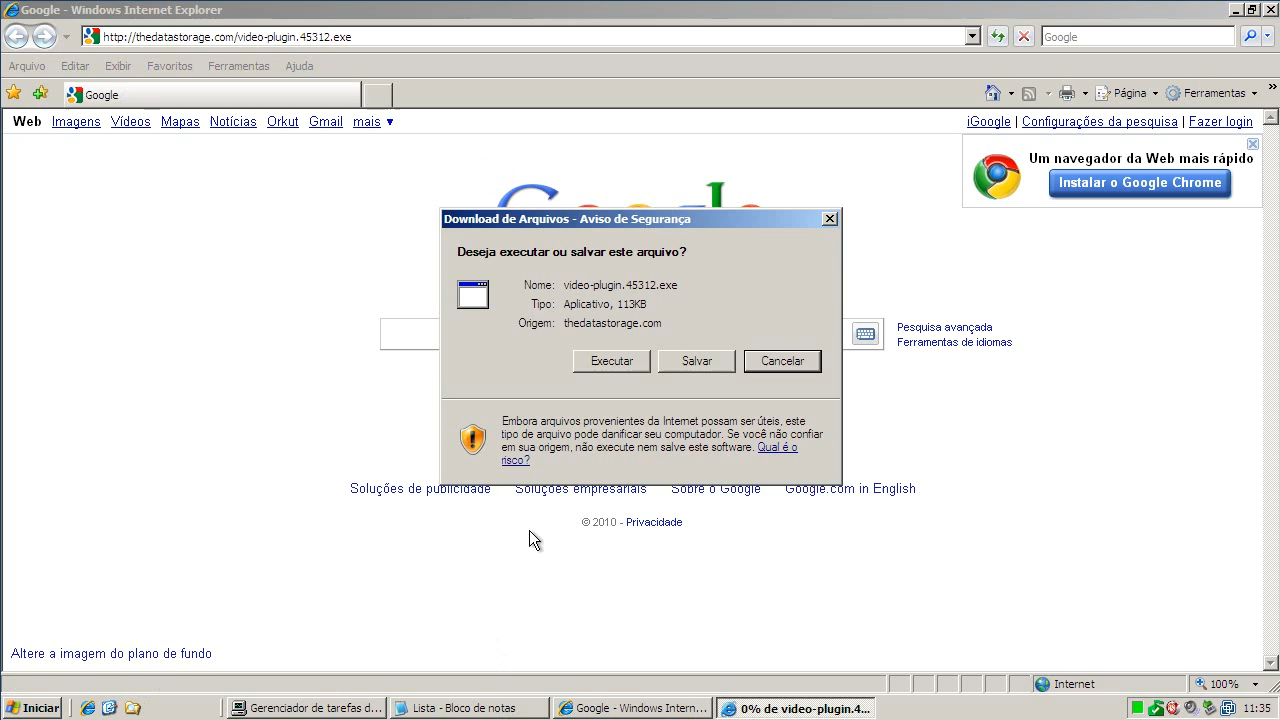 Google - Windows Internet Explorer
http://thedatastorage.com/video-plugin.45312.exe
Google
Arquivo Editar Exibir Favoritos Ferramentas Ajuda
Google
Página Ferramentas »
Web Imagens Vídeos Mapas Notícias Orkut Gmail mais ▼
iGoogle | Configurações da pesquisa | Fazer login
Um navegador da Web mais rápido
Instalar o Google Chrome
Download de Arquivos - Aviso de Segurança
Deseja executar ou salvar este arquivo?
Nome: video-plugin.45312.exe
Tipo: Aplicativo, 113KB
Origem: thedatastorage.com
Executar Salvar Cancelar
Pesquisa avançada
Ferramentas de idiomas
Embora arquivos provenientes da Internet possam ser úteis, este
tipo de arquivo pode danificar seu computador. Se você não confiar
em sua origem, não execute nem salve este software. Qual é o
risco?
Soluções de publicidade Soluções empresariais Sobre o Google Google.com in English
© 2010 - Privacidade
Altere a imagem do plano de fundo
Internet 100%
Iniciar Gerenciador de tarefas d... Lista - Bloco de notas Google - Windows Intern... 0% de video-plugin.4... 11:35